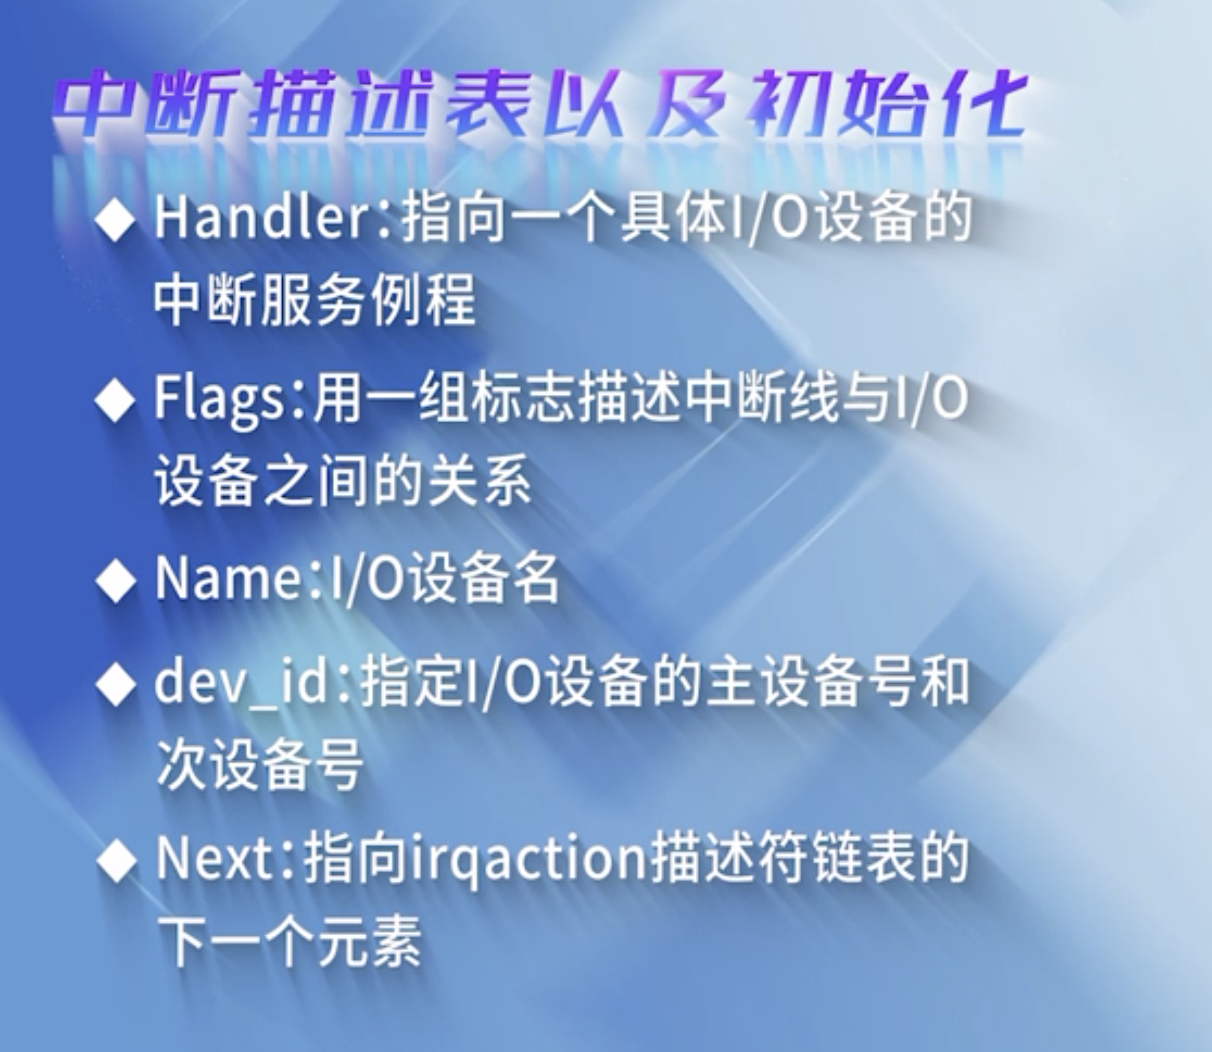 中断描述表以及初始化
◆ Handler:指向一个具体I/O设备的
中断服务例程
◆ Flags:用一组标志描述中断线与I/O
设备之间的关系
◆ Name:I/O设备名
◆ dev_id:指定I/O设备的主设备号和
次设备号
◆ Next:指向irqaction描述符链表的
下一个元素